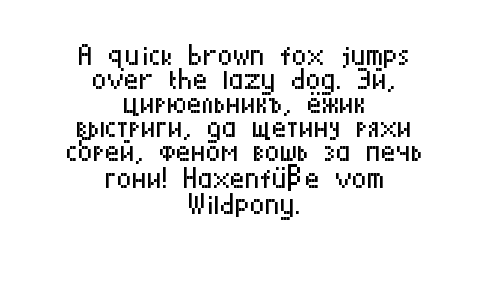 A quick brown fox jumps
over the lazy dog. Эй,
цирюельникъ, ёжик
выстриги, да щетину ряхи
сбрей, феном вошь за печь
гони! Haxenfüße vom
Wildpony.